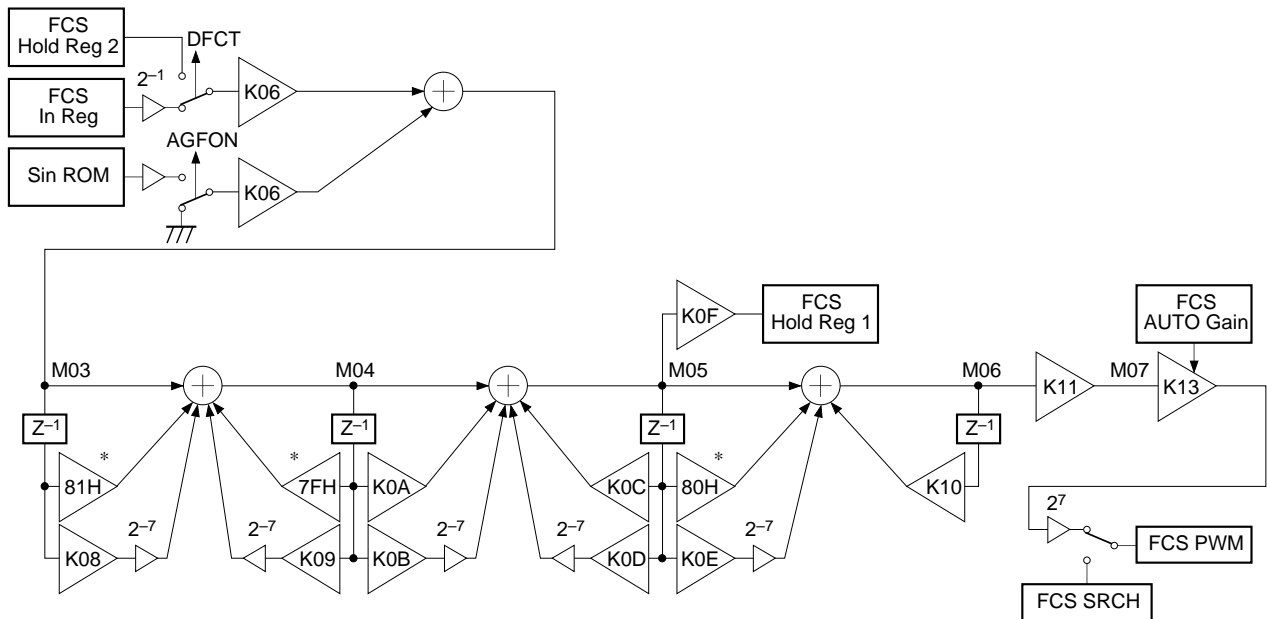 FCS
Hold Reg 2
DFCT
2–1
FCS
In Reg
K06
AGFON
Sin ROM
K06
K0F
FCS
Hold Reg 1
FCS
AUTO Gain
M03
M04
M05
M06
K11
M07
K13
Z–1
Z–1
Z–1
Z–1
81H
*
*
7FH
K0A
K0C
80H
*
K10
K08
2–7
2–7
K09
K0B
2–7
2–7
K0D
K0E
2–7
27
FCS PWM
FCS SRCH